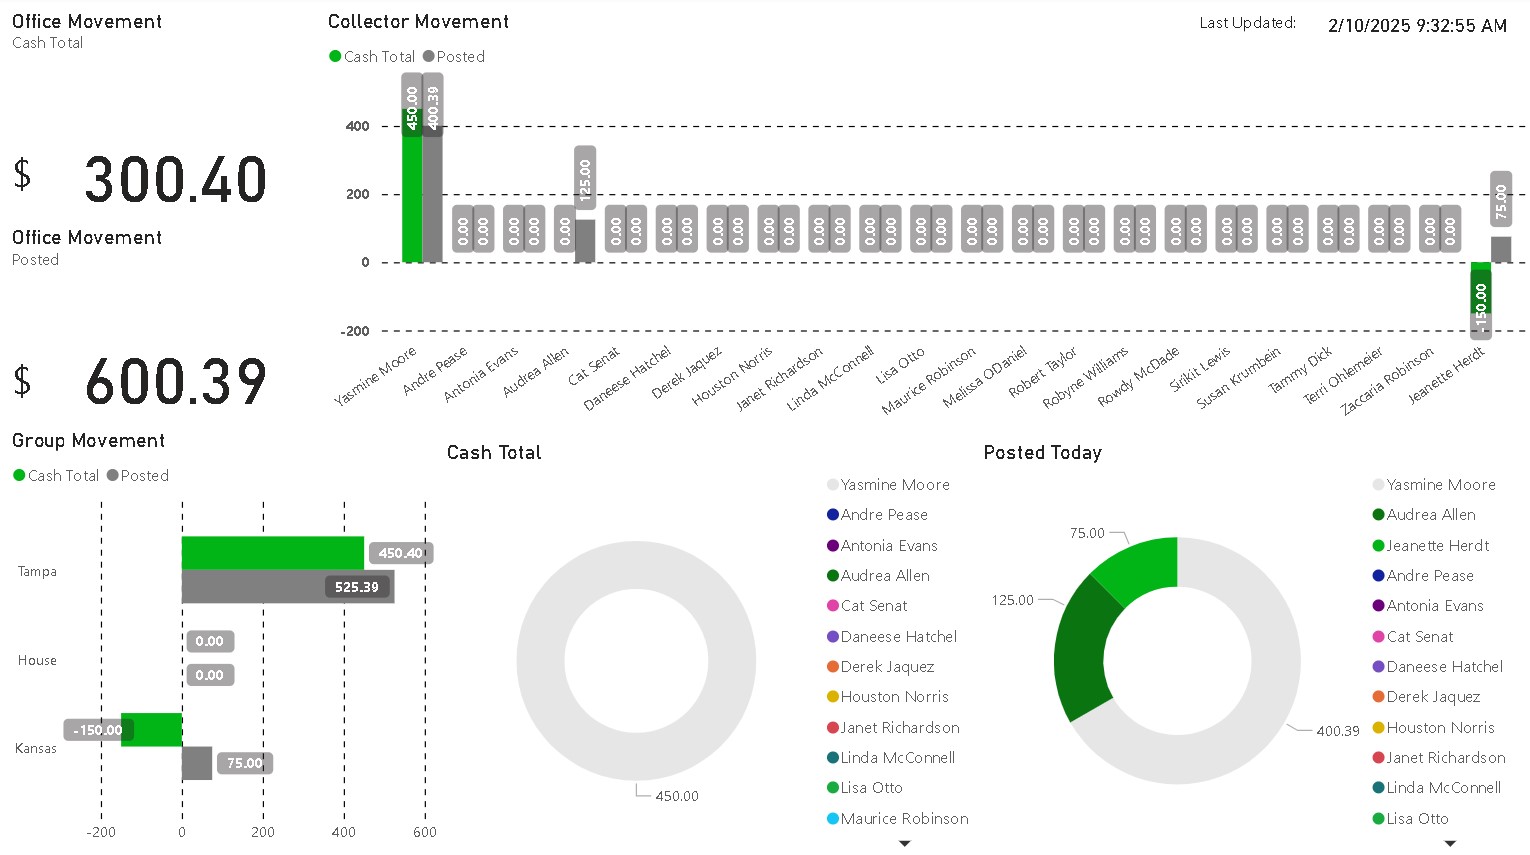 Office Movement
Cash Total
$ 300.40
Office Movement
Posted
$ 600.39
Collector Movement
Last Updated: 2/10/2025 9:32:55 AM
Cash Total Posted
400
200
0
-200
450.00 400.39 0.00 0.00 0.00 0.00 0.00 125.00 0.00 0.00 0.00 0.00 0.00 0.00 0.00 0.00 0.00 0.00 0.00 0.00 0.00 0.00 0.00 0.00 0.00 0.00 0.00 0.00 0.00 0.00 0.00 0.00 0.00 0.00 0.00 0.00 0.00 0.00 0.00 0.00 0.00 0.00 -150.00 75.00
Yasmine Moore
Andre Pease
Antonia Evans
Audrea Allen
Cat Senat
Daneese Hatchel
Derek Jaquez
Houston Norris
Janet Richardson
Linda McConnell
Lisa Otto
Maurice Robinson
Melissa ODaniel
Robert Taylor
Robyne Williams
Rowdy McDade
Sirikit Lewis
Susan Krumbein
Tammy Dick
Terri Ohlemeier
Zaccaria Robinson
Jeanette Herdt
Group Movement
Cash Total Posted
Tampa
450.40
525.39
House
0.00
0.00
Kansas
-150.00
75.00
-200 0 200 400 600
Cash Total
450.00
Yasmine Moore
Andre Pease
Antonia Evans
Audrea Allen
Cat Senat
Daneese Hatchel
Derek Jaquez
Houston Norris
Janet Richardson
Linda McConnell
Lisa Otto
Maurice Robinson
Posted Today
75.00
125.00
400.39
Yasmine Moore
Audrea Allen
Jeanette Herdt
Andre Pease
Antonia Evans
Cat Senat
Daneese Hatchel
Derek Jaquez
Houston Norris
Janet Richardson
Linda McConnell
Lisa Otto